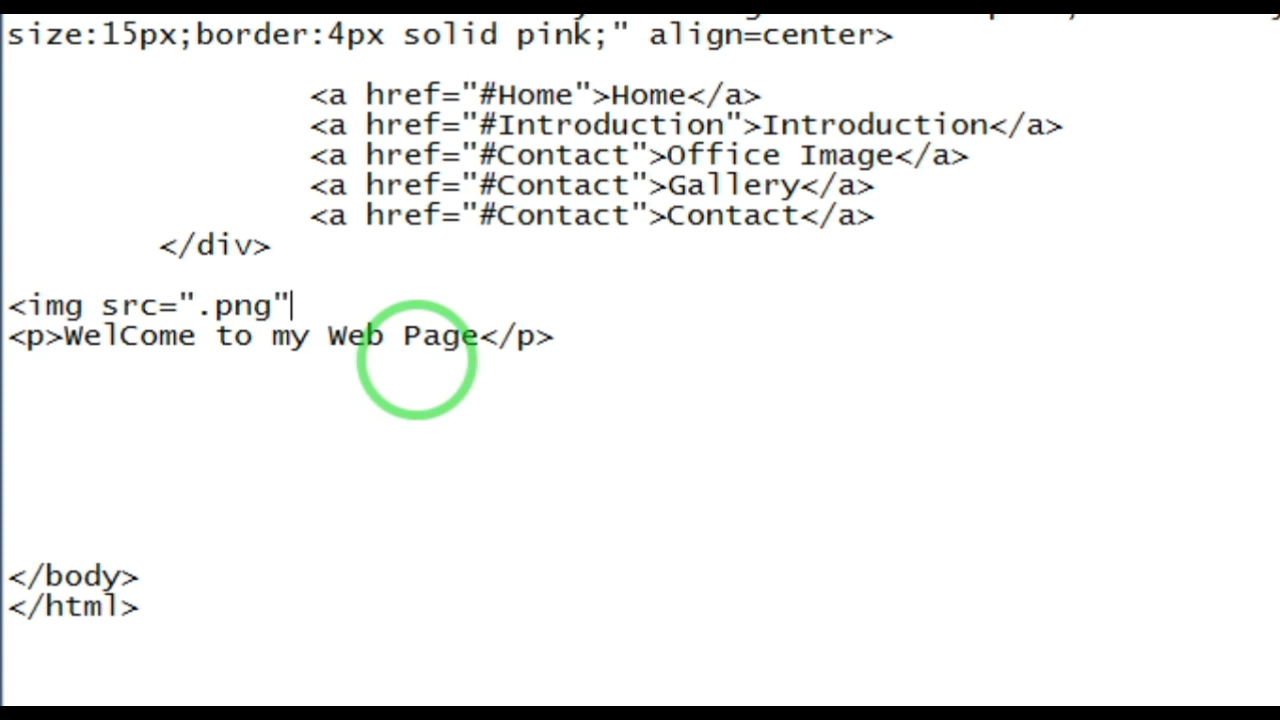 size:15px;border:4px solid pink;" align=center>
<a href="#Home">Home</a>
<a href="#Introduction">Introduction</a>
<a href="#Contact">Office Image</a>
<a href="#Contact">Gallery</a>
<a href="#Contact">Contact</a>
</div>
<img src=".png"
<p>WelCome to my Web Page</p>
</body>
</html>